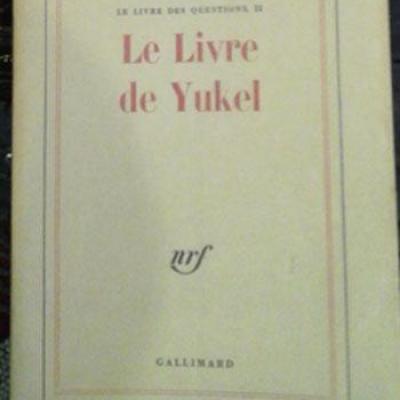 LE LIVRE DES QUESTIONS, II
Le Livre
de Yukel
nrf
GALLIMARD